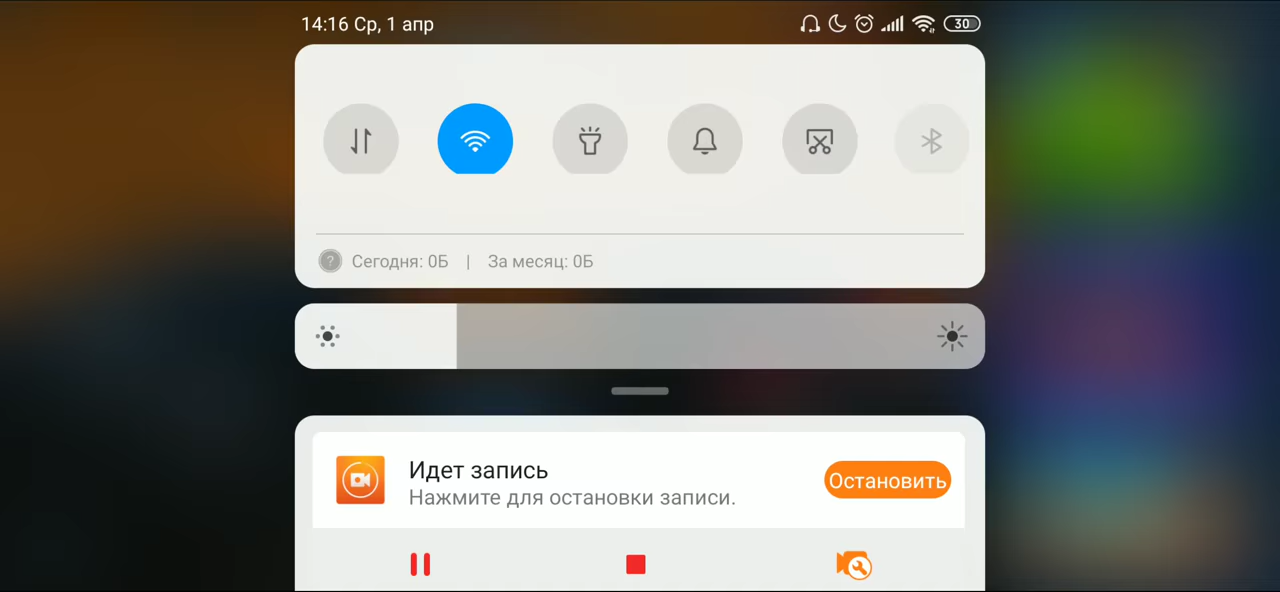 14:16 Ср, 1 апр 30
?
Сегодня: 0Б | За месяц: 0Б
Идет запись
Нажмите для остановки записи.
Остановить